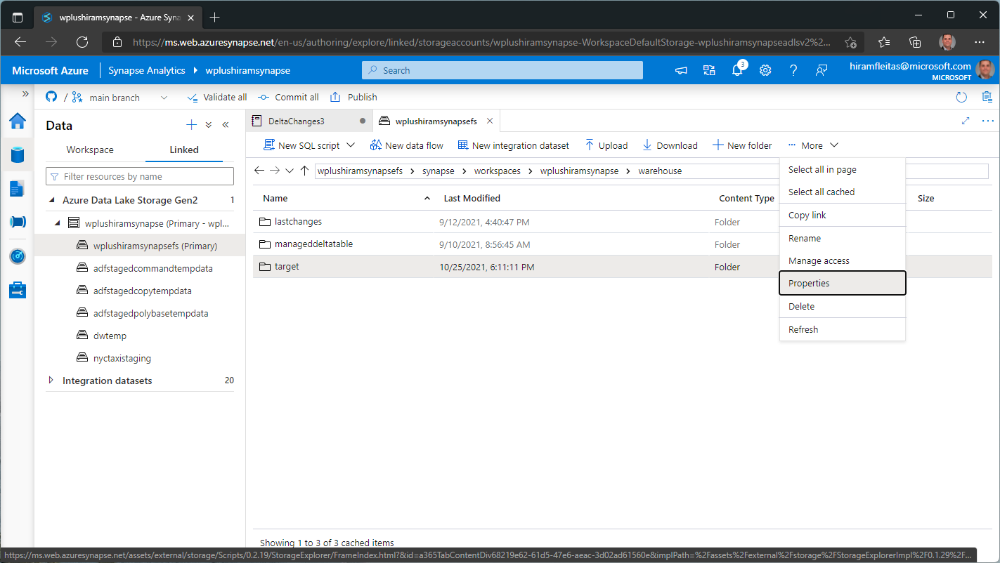 wplushiramsynapse - Azure Syna
https://ms.web.azuresynapse.net/en-us/authoring/explore/linked/storageaccounts/wplushiramsynapse-WorkspaceDefaultStorage-wplushiramsynapseadlsv2%2...
Microsoft Azure
Synapse Analytics
wplushiramsynapse
Search
3
hiramfleitas@microsoft.com
MICROSOFT
/ main branch
Validate all
Commit all
Publish
Data
Workspace
Linked
Filter resources by name
Azure Data Lake Storage Gen2 1
wplushiramsynapse (Primary - wpl...
wplushiramsynapsefs (Primary)
adfstagedcommandtempdata
adfstagedcopytempdata
adfstagedpolybasetempdata
dwtemp
nyctaxistaging
Integration datasets 20
DeltaChanges3
wplushiramsynapsefs
New SQL script
New data flow
New integration dataset
Upload
Download
New folder
More
wplushiramsynapsefs > synapse > workspaces > wplushiramsynapse > warehouse
Name Last Modified Content Type Size
lastchanges 9/12/2021, 4:40:47 PM Folder
manageddeltatable 9/10/2021, 8:56:45 AM Folder
target 10/25/2021, 6:11:11 PM Folder
Select all in page
Select all cached
Copy link
Rename
Manage access
Properties
Delete
Refresh
Showing 1 to 3 of 3 cached items
https://ms.web.azuresynapse.net/assets/external/storage/Scripts/0.2.19/StorageExplorer/FrameIndex.html?&id=a365TabContentDiv68219e62-61d5-47e6-aeac-3d02ad61560e&implPath=%2Fassets%2Fexternal%2Fstorage%2FStorageExplorerImpl%2F0.1.29%2F...